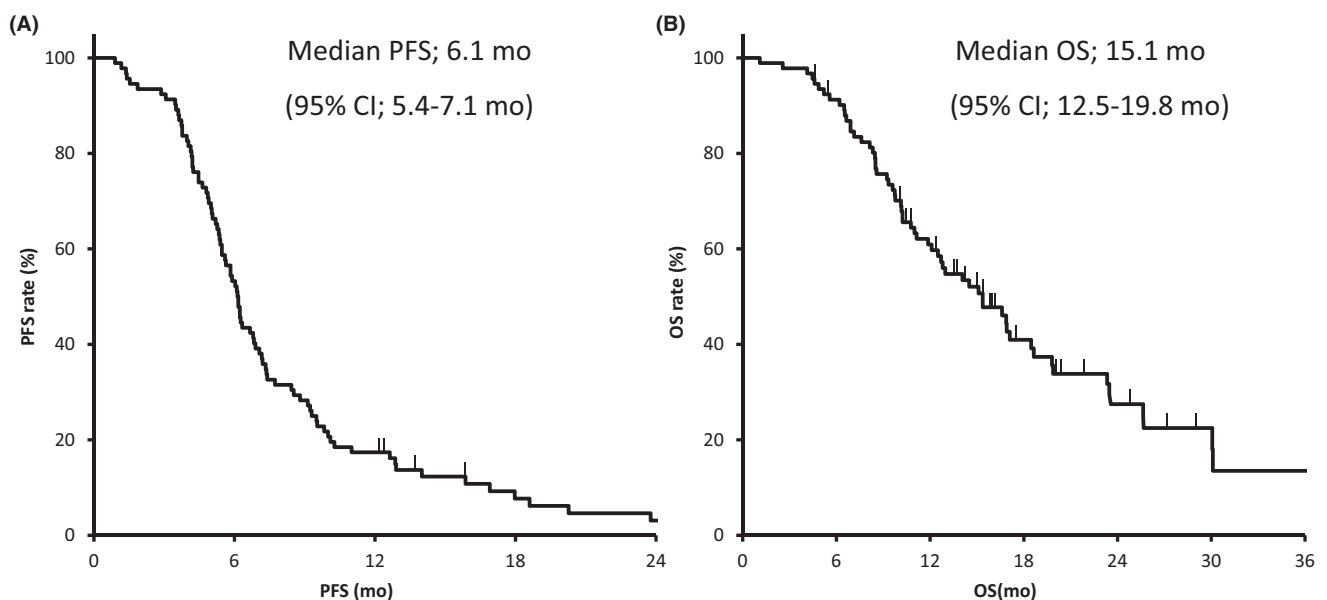 (A)
Median PFS; 6.1 mo
(95% CI; 5.4-7.1 mo)
100
80
60
40
20
0
PFS rate (%)
0 6 12 18 24
PFS (mo)
(B)
Median OS; 15.1 mo
(95% CI; 12.5-19.8 mo)
100
80
60
40
20
0
OS rate (%)
0 6 12 18 24 30 36
OS(mo)